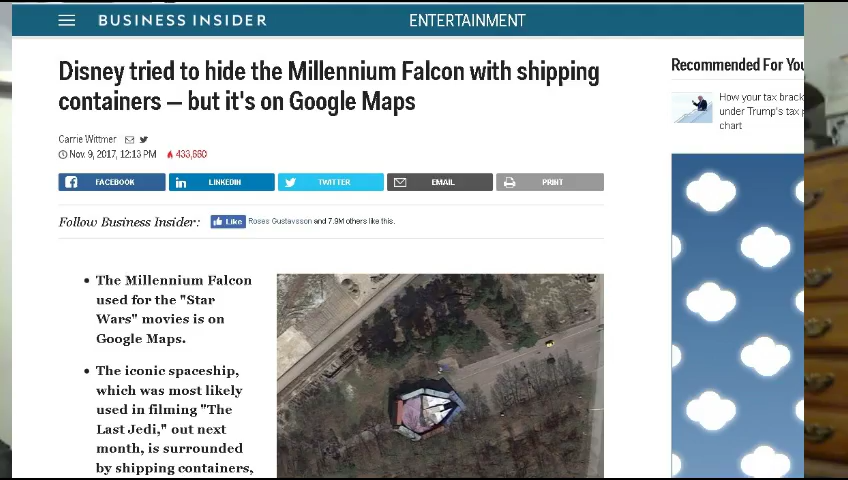 BUSINESS INSIDER
ENTERTAINMENT
Disney tried to hide the Millennium Falcon with shipping
containers — but it's on Google Maps
Carrie Wittmer
Nov. 9, 2017, 12:13 PM 433,660
FACEBOOK
LINKEDIN
TWITTER
EMAIL
PRINT
Follow Business Insider:
Like
Roses Gustavsson and 7.9M others like this.
• The Millennium Falcon
used for the "Star
Wars" movies is on
Google Maps.
• The iconic spaceship,
which was most likely
used in filming "The
Last Jedi," out next
month, is surrounded
by shipping containers,
Recommended For You
How your tax brack
under Trump's tax p
chart